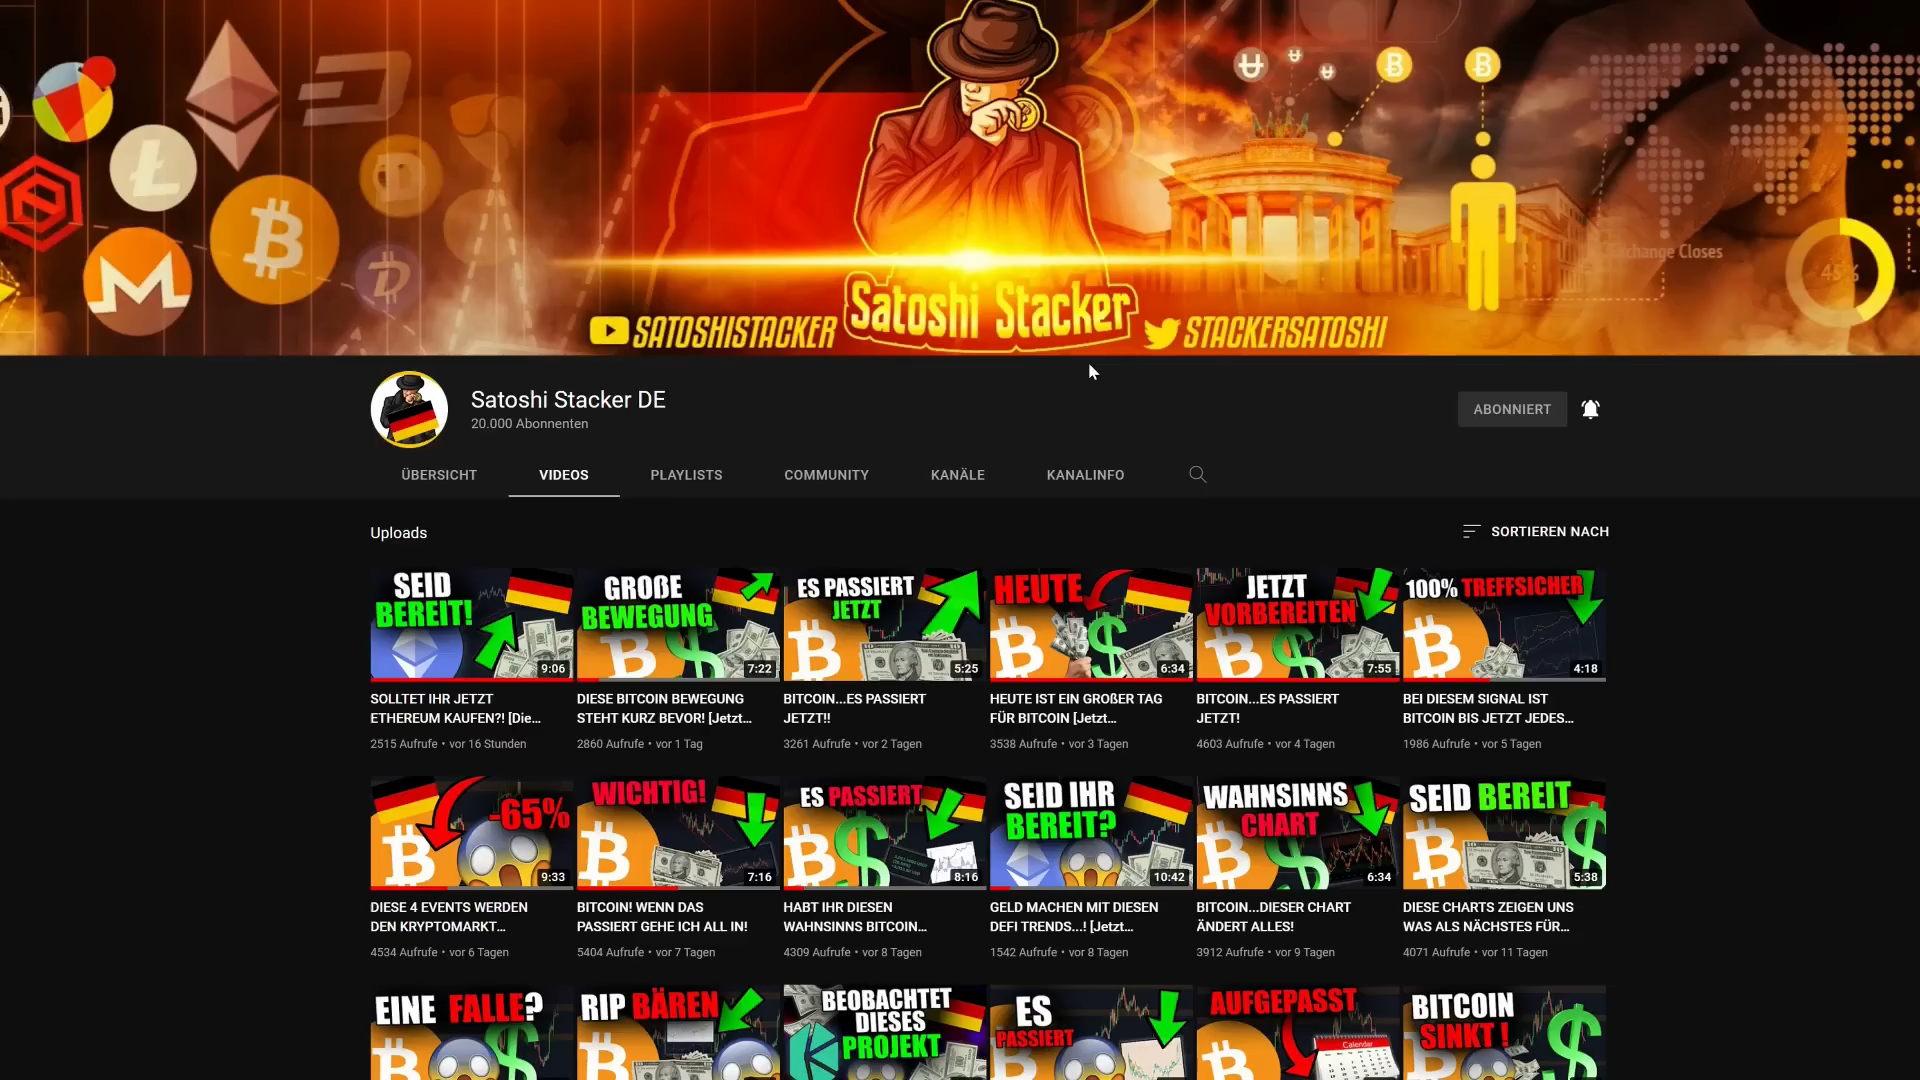 Exchange Closes
45%
Satoshi Stacker
SATOSHISTACKER
STACKERSATOSHI
Satoshi Stacker DE
20.000 Abonnenten
ABONNIERT
ÜBERSICHT
VIDEOS
PLAYLISTS
COMMUNITY
KANÄLE
KANALINFO
Uploads
SORTIEREN NACH
SEID
BEREIT!
9:06
GROßE
BEWEGUNG
7:22
ES PASSIERT
JETZT
5:25
HEUTE
6:34
JETZT
VORBEREITEN
7:55
100% TREFFSICHER
4:18
SOLLTET IHR JETZT
ETHEREUM KAUFEN?! [Die...
2515 Aufrufe • vor 16 Stunden
DIESE BITCOIN BEWEGUNG
STEHT KURZ BEVOR! [Jetzt...
2860 Aufrufe • vor 1 Tag
BITCOIN...ES PASSIERT
JETZT!!
3261 Aufrufe • vor 2 Tagen
HEUTE IST EIN GROẞER TAG
FÜR BITCOIN [Jetzt...
3538 Aufrufe • vor 3 Tagen
BITCOIN...ES PASSIERT
JETZT!
4603 Aufrufe • vor 4 Tagen
BEI DIESEM SIGNAL IST
BITCOIN BIS JETZT JEDES...
1986 Aufrufe • vor 5 Tagen
-65%
9:33
WICHTIG!
7:16
ES PASSIERT
8:16
SEID IHR
BEREIT?
10:42
WAHNSINNS
CHART
6:34
SEID BEREIT
5:38
DIESE 4 EVENTS WERDEN
DEN KRYPTOMARKT...
4534 Aufrufe • vor 6 Tagen
BITCOIN! WENN DAS
PASSIERT GEHE ICH ALL IN!
5404 Aufrufe • vor 7 Tagen
HABT IHR DIESEN
WAHNSINNS BITCOIN...
4309 Aufrufe • vor 8 Tagen
GELD MACHEN MIT DIESEN
DEFI TRENDS...! [Jetzt...
1542 Aufrufe • vor 8 Tagen
BITCOIN...DIESER CHART
ÄNDERT ALLES!
3912 Aufrufe • vor 9 Tagen
DIESE CHARTS ZEIGEN UNS
WAS ALS NÄCHSTES FÜR...
4071 Aufrufe • vor 11 Tagen
EINE FALLE?
RIP BÄREN
BEOBACHTET
DIESES
PROJEKT
ES
PASSIERT
AUFGEPASST
Calender
BITCOIN
SINKT!